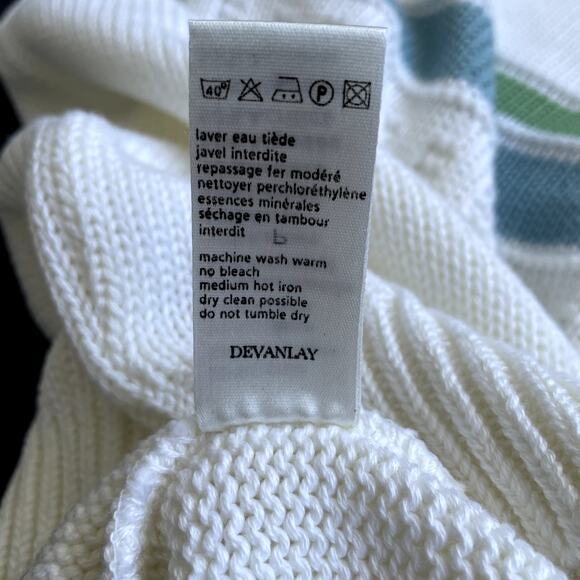 40°
P
laver eau tiède
javel interdite
repassage fer modéré
nettoyer perchloréthylène
essences minérales
séchage en tambour
interdit
machine wash warm
no bleach
medium hot iron
dry clean possible
do not tumble dry
DEVANLAY